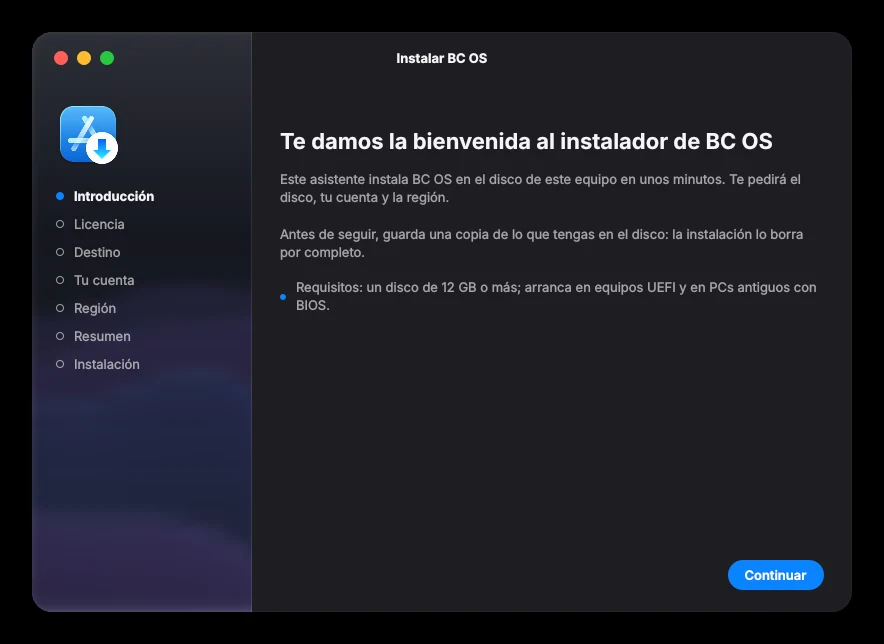 Instalar BC OS
Introducción
Licencia
Destino
Tu cuenta
Región
Resumen
Instalación
Te damos la bienvenida al instalador de BC OS
Este asistente instala BC OS en el disco de este equipo en unos minutos. Te pedirá el
disco, tu cuenta y la región.
Antes de seguir, guarda una copia de lo que tengas en el disco: la instalación lo borra
por completo.
Requisitos: un disco de 12 GB o más; arranca en equipos UEFI y en PCs antiguos con
BIOS.
Continuar